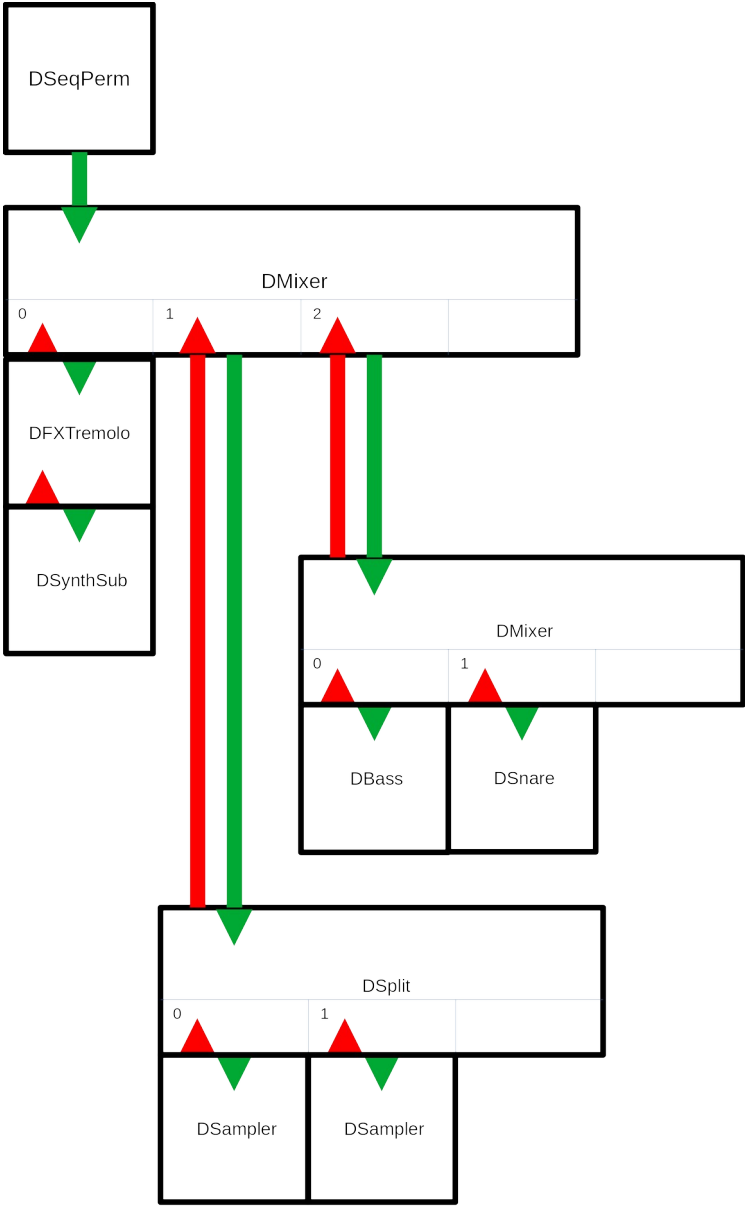 DSeqPerm
DMixer
0
1
2
DFXTremolo
DSynthSub
DMixer
0
1
DBass
DSnare
DSplit
0
1
DSampler
DSampler